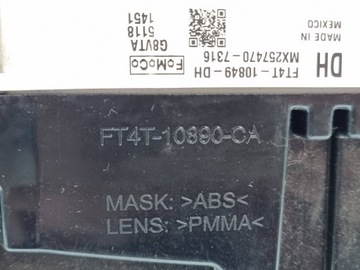 DH
MADE IN
MEXICO
FT4T-10849-DH
MX257470-7316
FoMoCo
G8VTA
5118
1451
FT4T-10890-CA
MASK: >ABS<
LENS: >PMMA<